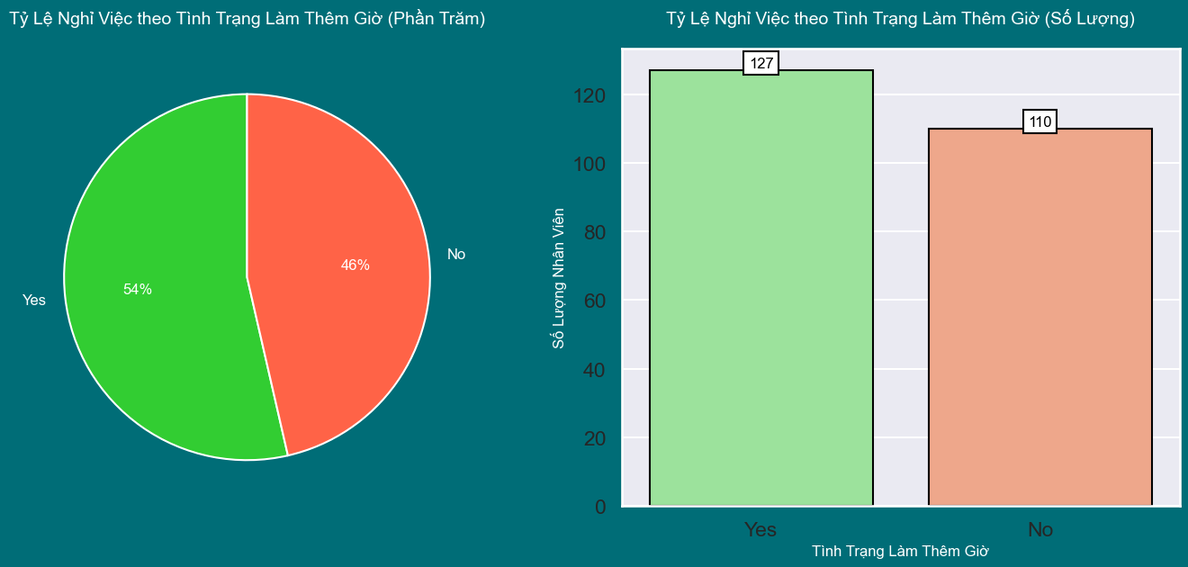 Tỷ Lệ Nghỉ Việc theo Tình Trạng Làm Thêm Giờ (Phần Trăm)
Yes
54%
46%
No
Tỷ Lệ Nghỉ Việc theo Tình Trạng Làm Thêm Giờ (Số Lượng)
Số Lượng Nhân Viên
120
100
80
60
40
20
0
127
110
Yes
No
Tình Trạng Làm Thêm Giờ